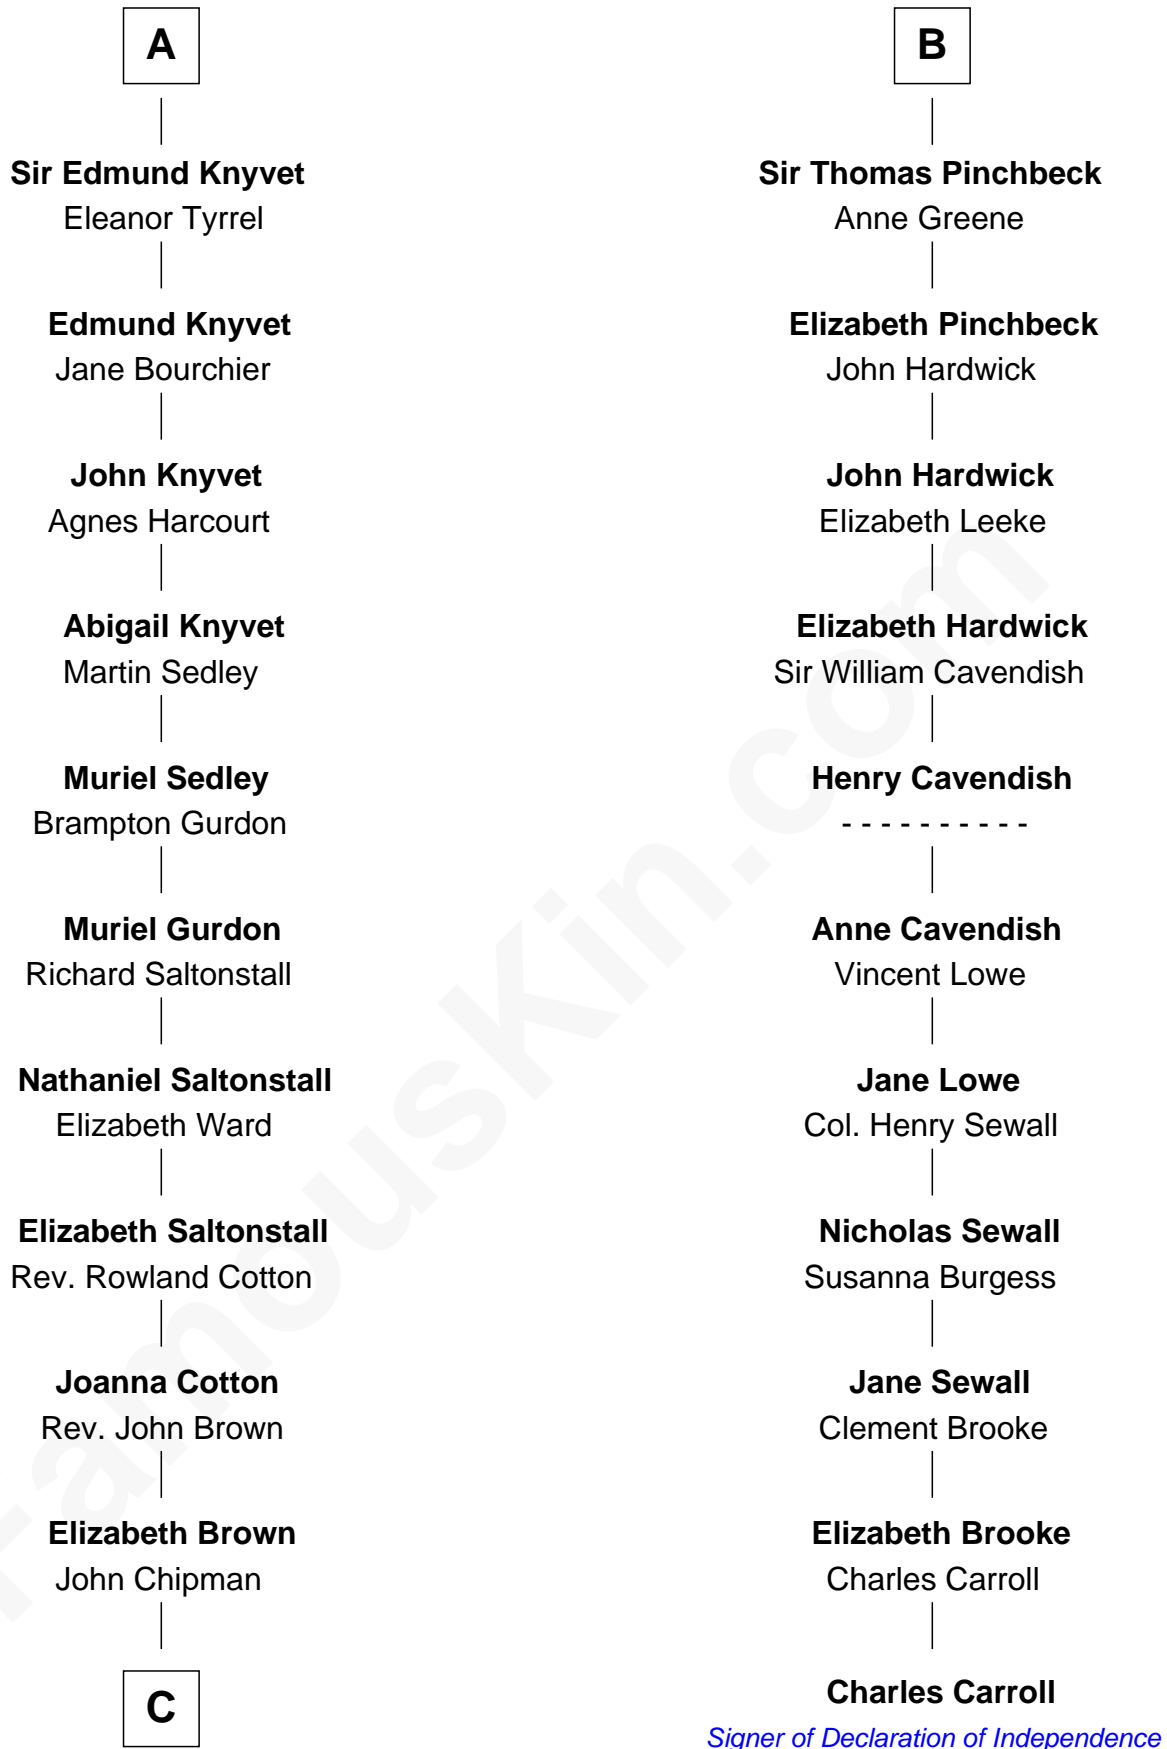 A
Sir Edmund Knyvet
Eleanor Tyrrel
Edmund Knyvet
Jane Bourchier
John Knyvet
Agnes Harcourt
Abigail Knyvet
Martin Sedley
Muriel Sedley
Brampton Gurdon
Muriel Gurdon
Richard Saltonstall
Nathaniel Saltonstall
Elizabeth Ward
Elizabeth Saltonstall
Rev. Rowland Cotton
Joanna Cotton
Rev. John Brown
Elizabeth Brown
John Chipman
C
B
Sir Thomas Pinchbeck
Anne Greene
Elizabeth Pinchbeck
John Hardwick
John Hardwick
Elizabeth Leeke
Elizabeth Hardwick
Sir William Cavendish
Henry Cavendish
- - - - - - - - - -
Anne Cavendish
Vincent Lowe
Jane Lowe
Col. Henry Sewall
Nicholas Sewall
Susanna Burgess
Jane Sewall
Clement Brooke
Elizabeth Brooke
Charles Carroll
Charles Carroll
Signer of Declaration of Independence
FamousKin.com